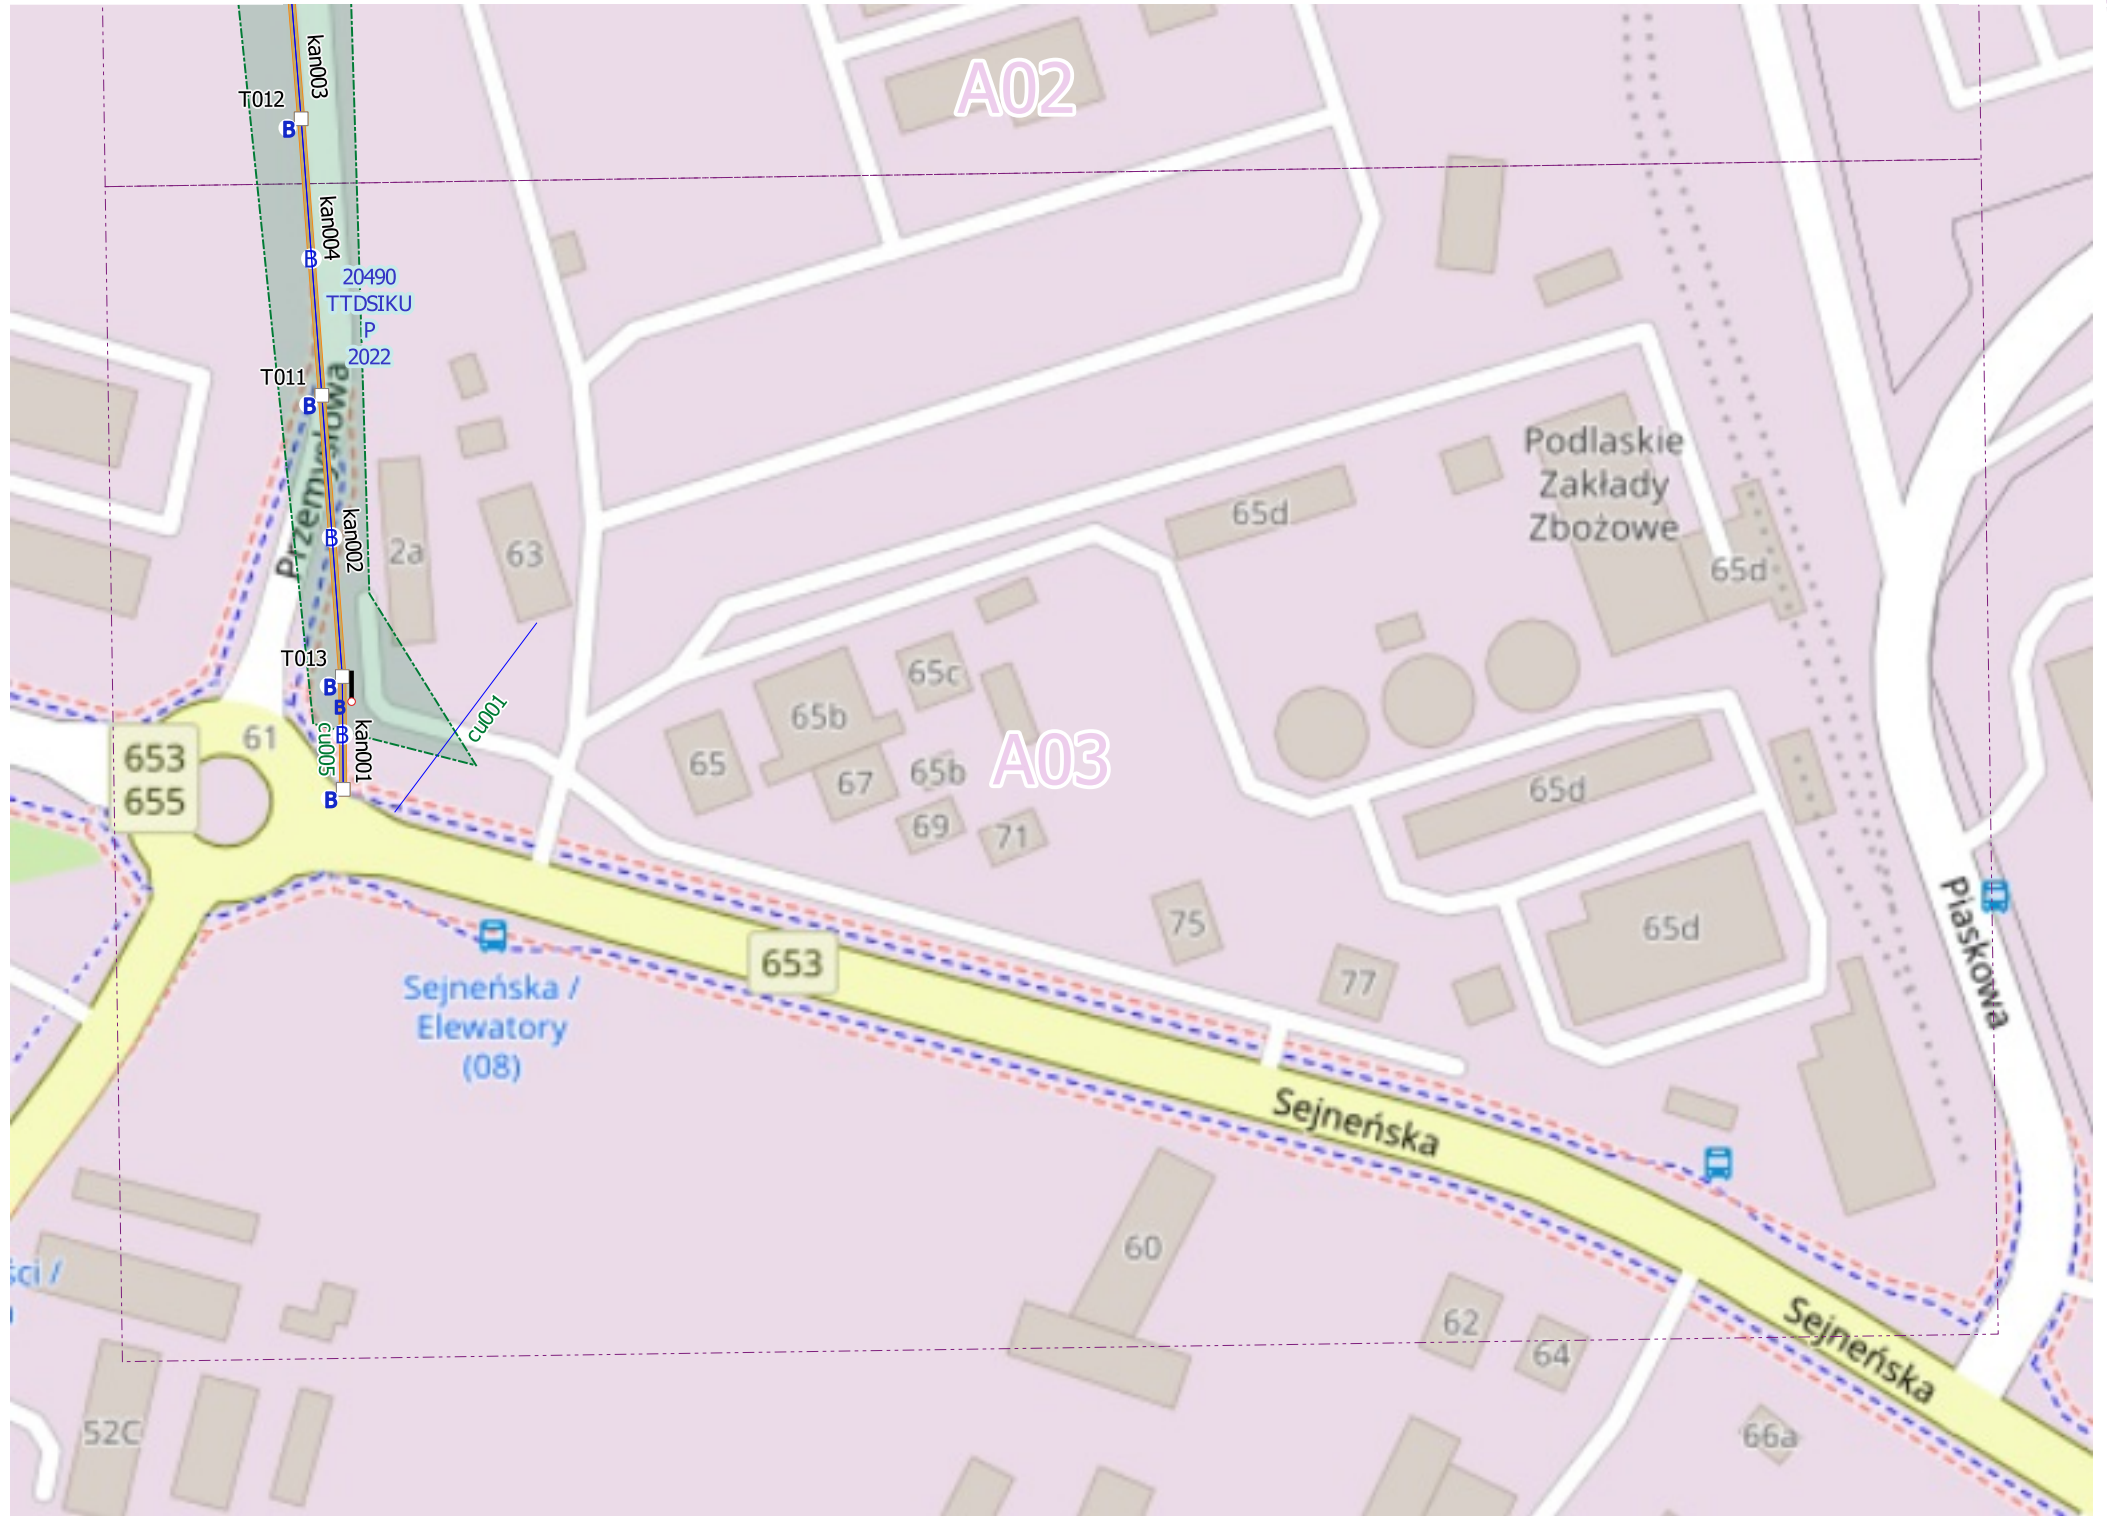 kan003
A02
T012
B
kan004
B
20490
TTDSIKU
P
2022
T011
B
Przemysłowa
Podlaskie
Zakłady
Zbożowe
65d
65d
kan002
B
2a
63
T013
B
B
B
cu005
kan001
cu001
61
653
655
B
65c
65b
65
67
65b
69
71
A03
65d
65d
75
77
Piaskowa
653
Sejneńska /
Elewatory
(08)
Sejneńska
60
62
64
Sejneńska
ści /
52C
66a